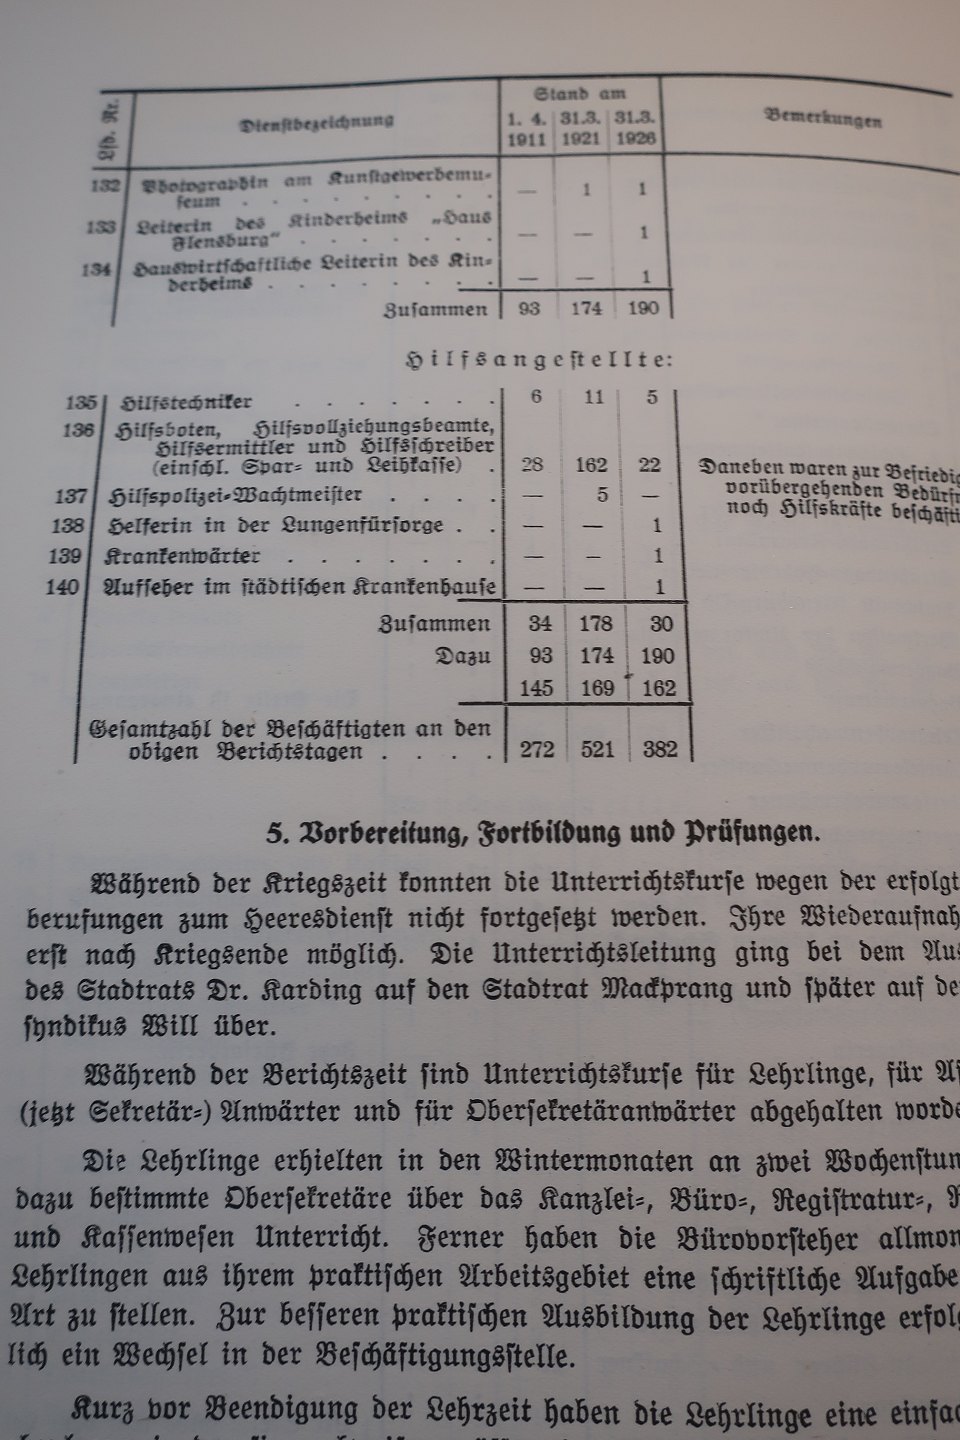 Lfd. Nr.
Dienstbezeichnung
Stand am
1. 4. 1911
31.3. 1921
31.3. 1926
Bemerkungen
132 Photographin am Kunstgewerbemu-
seum . . . . . . . . — 1 1
133 Leiterin des Kinderheims „Haus
Flensburg“ . . . . . . — — 1
134 Hauswirtschaftliche Leiterin des Kin-
derheims . . . . . . . — — 1
Zusammen 93 174 190
Hilfsangestellte:
135 Hilfstechniker . . . . . . . 6 11 5
136 Hilfsboten, Hilfsvollziehungsbeamte,
Hilfsermittler und Hilfsschreiber
(einschl. Spar- und Leihkasse) . 28 162 22
Daneben waren zur Befriedig
vorübergehenden Bedürfn
noch Hilfskräfte beschäfti
137 Hilfspolizei-Wachtmeister . . . . — 5 —
138 Helferin in der Lungenfürsorge . . — — 1
139 Krankenwärter . . . . . . . — — 1
140 Aufseher im städtischen Krankenhause — — 1
Zusammen 34 178 30
Dazu 93 174 190
145 169 162
Gesamtzahl der Beschäftigten an den
obigen Berichtstagen . . . . 272 521 382
5. Vorbereitung, Fortbildung und Prüfungen.
Während der Kriegszeit konnten die Unterrichtskurse wegen der erfolgt
berufungen zum Heeresdienst nicht fortgesetzt werden. Ihre Wiederaufnah
erst nach Kriegsende möglich. Die Unterrichtsleitung ging bei dem Aus
des Stadtrats Dr. Karding auf den Stadtrat Mackprang und später auf de
syndikus Will über.
Während der Berichtszeit sind Unterrichtskurse für Lehrlinge, für As
(jetzt Sekretär-) Anwärter und für Obersekretäranwärter abgehalten worde
Die Lehrlinge erhielten in den Wintermonaten an zwei Wochenstun
dazu bestimmte Obersekretäre über das Kanzlei-, Büro-, Registratur-, R
und Kassenwesen Unterricht. Ferner haben die Bürovorsteher allmon
Lehrlingen aus ihrem praktischen Arbeitsgebiet eine schriftliche Aufgabe
Art zu stellen. Zur besseren praktischen Ausbildung der Lehrlinge erfolg
lich ein Wechsel in der Beschäftigungsstelle.
Kurz vor Beendigung der Lehrzeit haben die Lehrlinge eine einfac